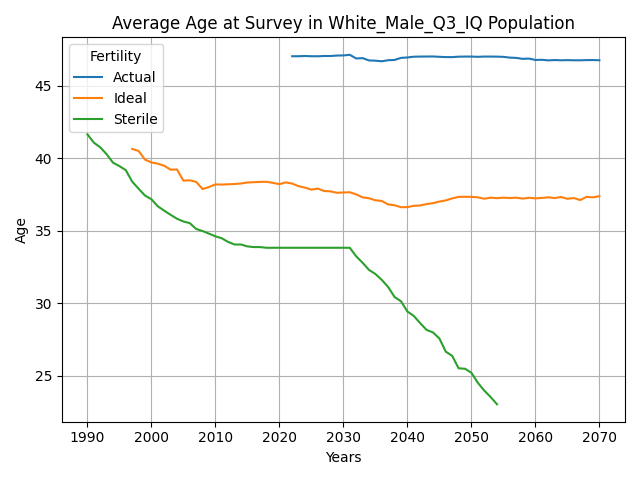 Average Age at Survey in White_Male_Q3_IQ Population
Fertility
Actual
Ideal
Sterile
45
40
35
30
25
Age
1990 2000 2010 2020 2030 2040 2050 2060 2070
Years